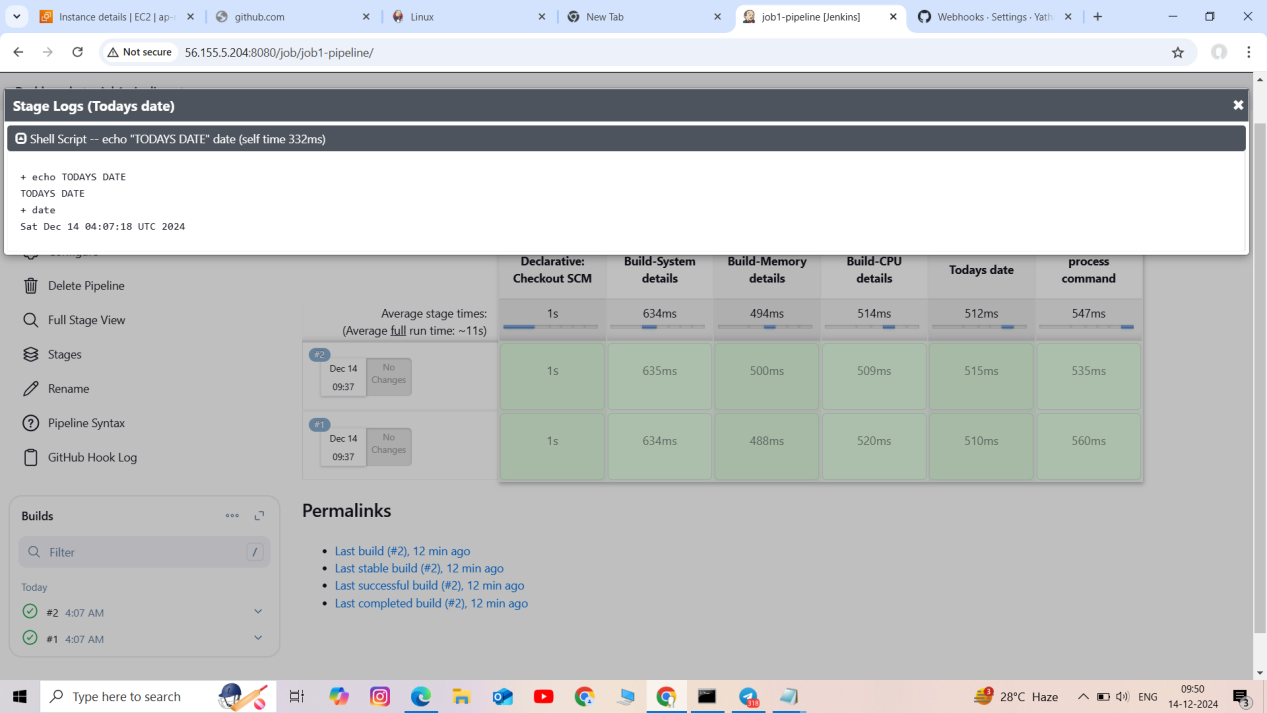 Instance details | EC2 | ap-
github.com
Linux
New Tab
job1-pipeline [Jenkins]
Webhooks · Settings · Yath
Not secure
56.155.5.204:8080/job/job1-pipeline/
Stage Logs (Todays date)
Shell Script -- echo "TODAYS DATE" date (self time 332ms)
+ echo TODAYS DATE
TODAYS DATE
+ date
Sat Dec 14 04:07:18 UTC 2024
Delete Pipeline
Full Stage View
Stages
Rename
Pipeline Syntax
GitHub Hook Log
Declarative: Checkout SCM
Build-System details
Build-Memory details
Build-CPU details
Todays date
process command
Average stage times:
(Average full run time: ~11s)
1s
634ms
494ms
514ms
512ms
547ms
#2
Dec 14
09:37
No Changes
1s
635ms
500ms
509ms
515ms
535ms
#1
Dec 14
09:37
No Changes
1s
634ms
488ms
520ms
510ms
560ms
Permalinks
Last build (#2), 12 min ago
Last stable build (#2), 12 min ago
Last successful build (#2), 12 min ago
Last completed build (#2), 12 min ago
Builds
Filter
/
Today
#2 4:07 AM
#1 4:07 AM
Type here to search
318
3
28°C Haze
ENG
09:50
14-12-2024
3